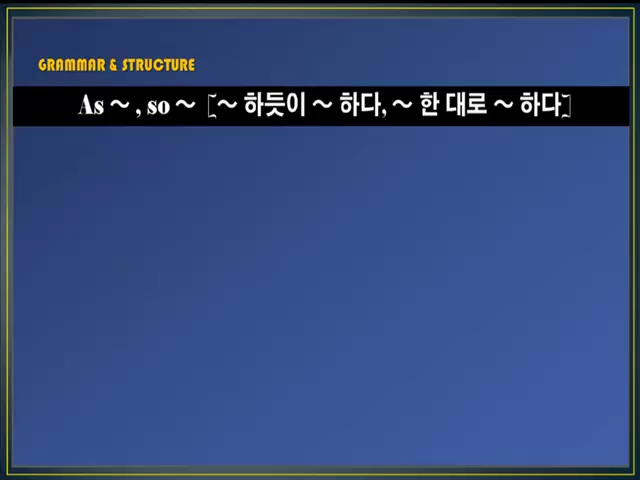 GRAMMAR & STRUCTURE
As ~ , so ~ [~ 하듯이 ~ 하다, ~ 한 대로 ~ 하다]